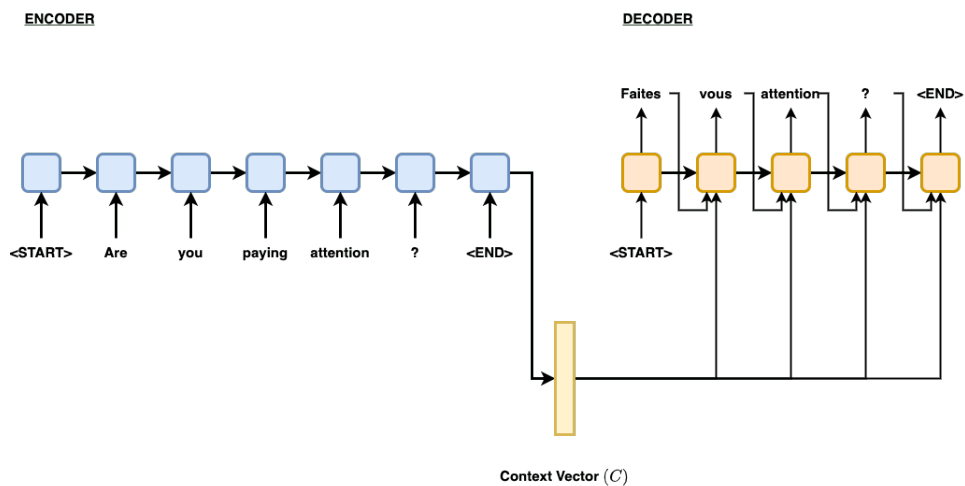 ENCODER
DECODER
Faites vous attention ? <END>
<START> Are you paying attention ? <END>
<START>
Context Vector (C)